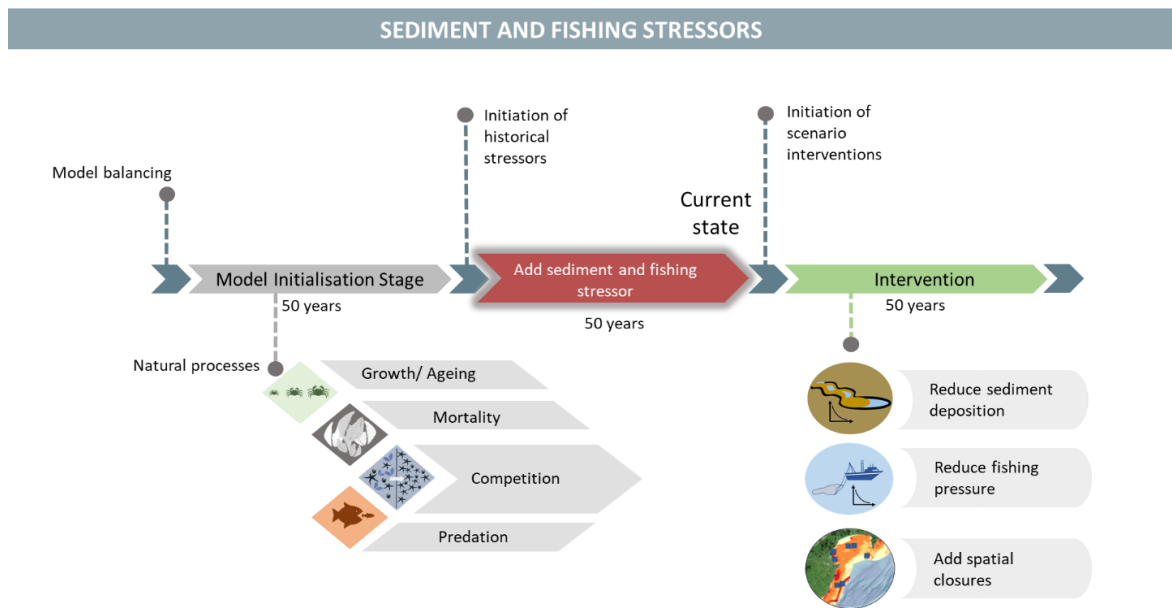 SEDIMENT AND FISHING STRESSORS
Initiation of
historical
stressors
Initiation of
scenario
interventions
Model balancing
Current
state
Model Initialisation Stage
Add sediment and fishing
stressor
Intervention
50 years
50 years
50 years
Natural processes
Growth/ Ageing
Mortality
Competition
Predation
Reduce sediment
deposition
Reduce fishing
pressure
Add spatial
closures